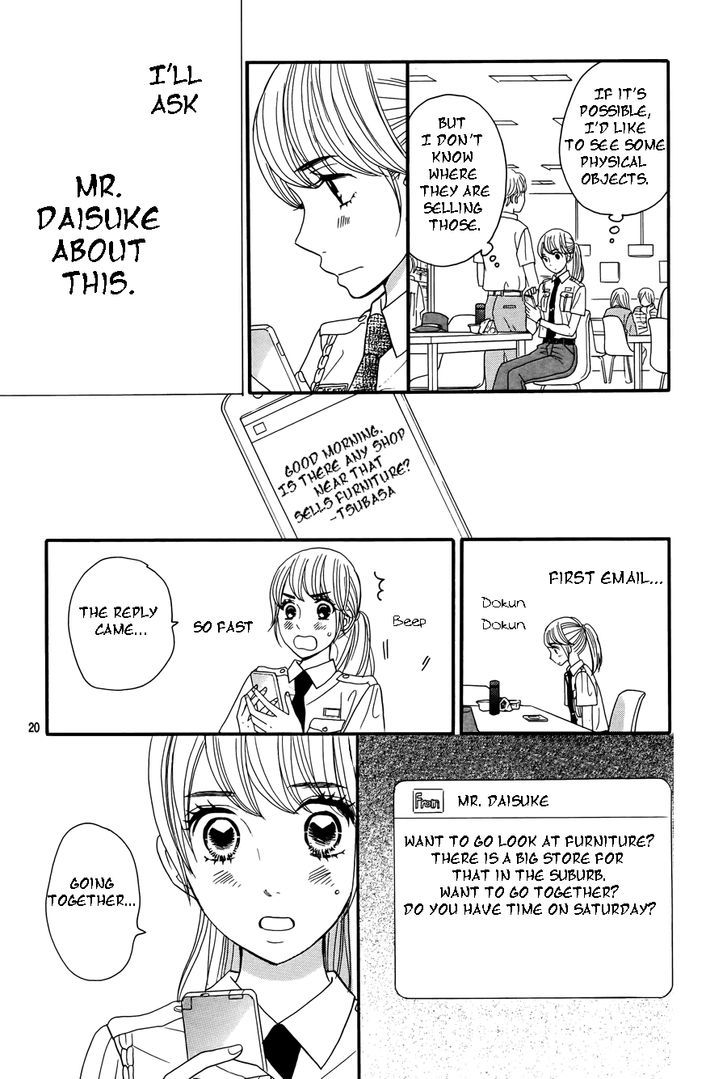 IF IT'S
POSSIBLE,
I'D LIKE
TO SEE SOME
PHYSICAL
OBJECTS.
BUT
I DON'T
KNOW
WHERE
THEY ARE
SELLING
THOSE.
I'LL
ASK
MR.
DAISUKE
ABOUT
THIS.
GOOD MORNING.
IS THERE ANY SHOP
NEAR THAT
SELLS FURNITURE?
-TSUBASA
FIRST EMAIL...
Dokun
Dokun
Beep
SO FAST
THE REPLY
CAME...
20
From
MR. DAISUKE
WANT TO GO LOOK AT FURNITURE?
THERE IS A BIG STORE FOR
THAT IN THE SUBURB.
WANT TO GO TOGETHER?
DO YOU HAVE TIME ON SATURDAY?
GOING
TOGETHER...